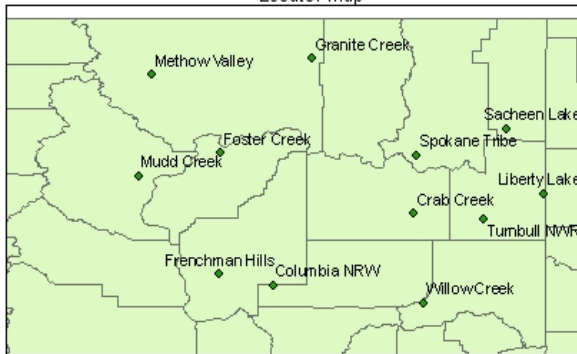 Locator Map
Granite Creek
Methow Valley
Sacheen Lake
Foster Creek
Spokane Tribe
Mudd Creek
Liberty Lake
Crab Creek
Turnbull NWR
Frenchman Hills
Columbia NRW
WillowCreek